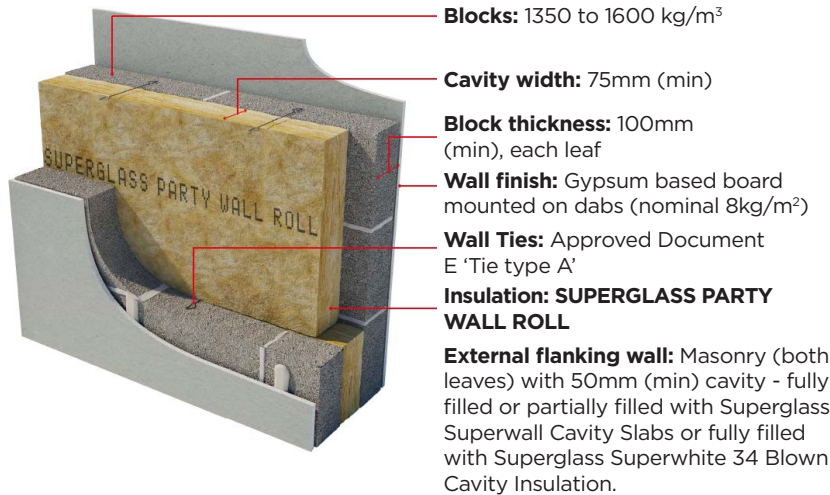 Blocks: 1350 to 1600 kg/m³
Cavity width: 75mm (min)
Block thickness: 100mm
(min), each leaf
Wall finish: Gypsum based board
mounted on dabs (nominal 8kg/m²)
Wall Ties: Approved Document
E ‘Tie type A’
Insulation: SUPERGLASS PARTY
WALL ROLL
External flanking wall: Masonry (both
leaves) with 50mm (min) cavity - fully
filled or partially filled with Superglass
Superwall Cavity Slabs or fully filled
with Superglass Superwhite 34 Blown
Cavity Insulation.
SUPERGLASS PARTY WALL ROLL